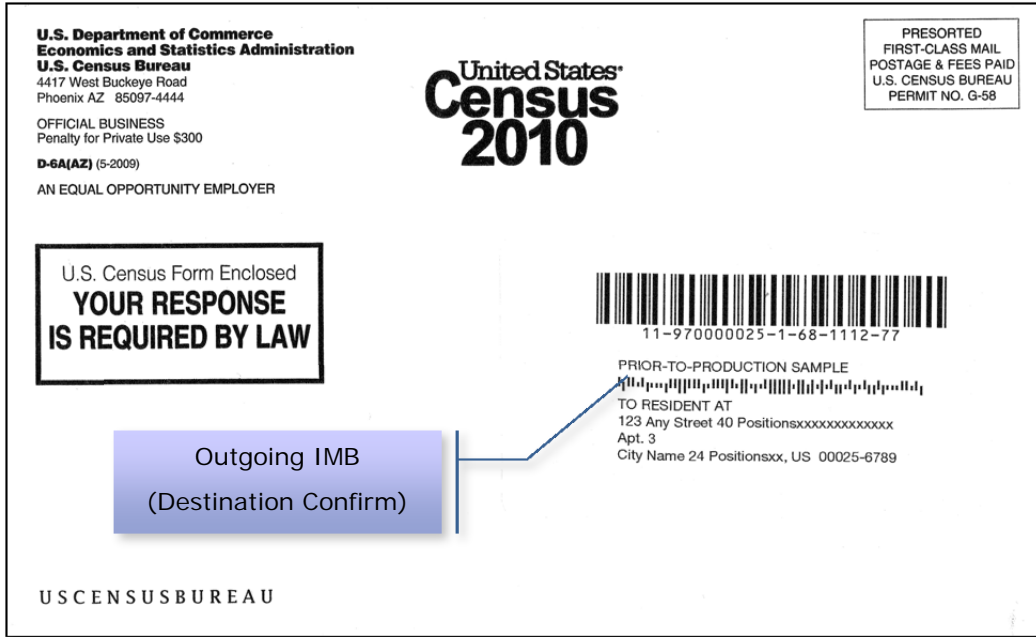 U.S. Department of Commerce
Economics and Statistics Administration
U.S. Census Bureau
4417 West Buckeye Road
Phoenix AZ 85097-4444
OFFICIAL BUSINESS
Penalty for Private Use $300
D-6A(AZ) (5-2009)
AN EQUAL OPPORTUNITY EMPLOYER
United States
Census
2010
PRESORTED
FIRST-CLASS MAIL
POSTAGE & FEES PAID
U.S. CENSUS BUREAU
PERMIT NO. G-58
U.S. Census Form Enclosed
YOUR RESPONSE
IS REQUIRED BY LAW
11-970000025-1-68-1112-77
PRIOR-TO-PRODUCTION SAMPLE
TO RESIDENT AT
123 Any Street 40 Positionsxxxxxxxxxxxxx
Apt. 3
City Name 24 Positionsxx, US 00025-6789
Outgoing IMB
(Destination Confirm)
USCENSUSBUREAU